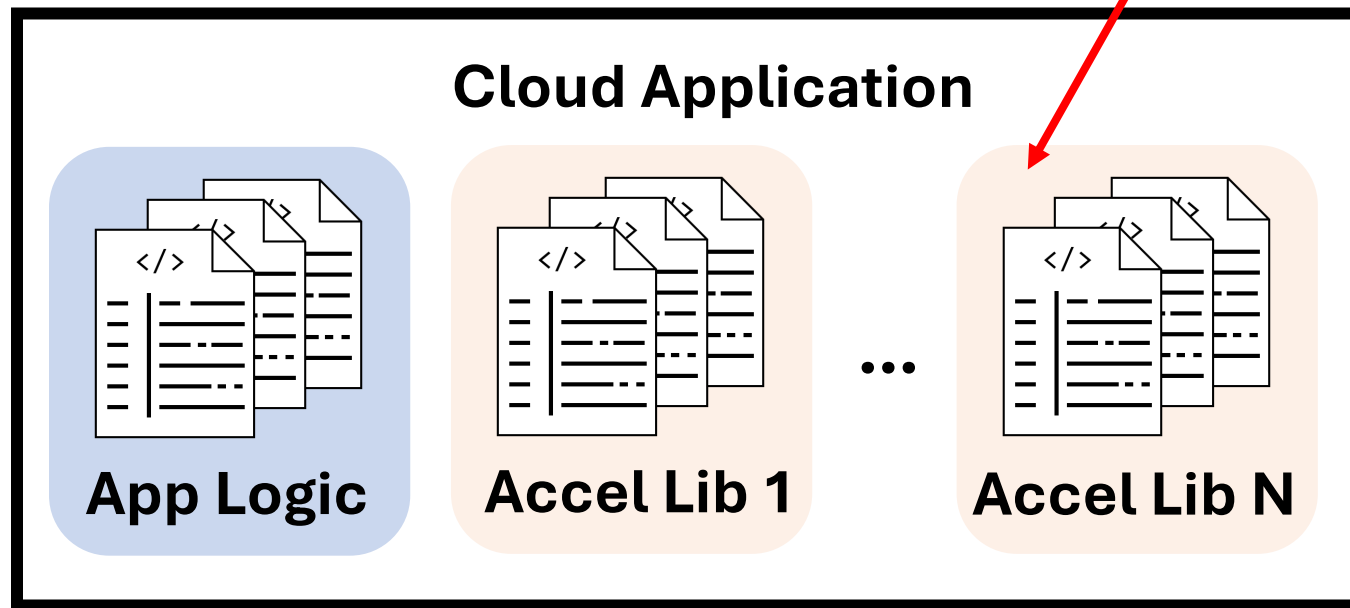 Cloud Application
</>
</>
</>
</>
</>
</>
</>
</>
</>
...
App Logic
Accel Lib 1
Accel Lib N